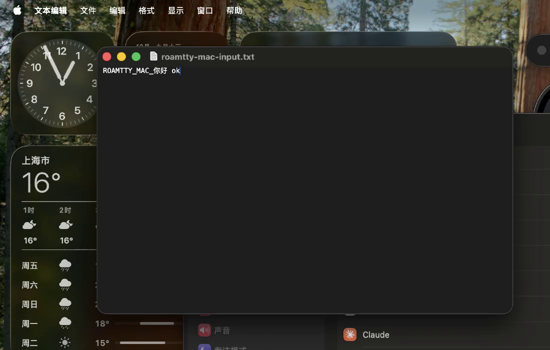 文本编辑 文件 编辑 格式 显示 窗口 帮助
roamtty-mac-input.txt
ROAMTTY_MAC_你好 ok
12
11
1
10
2
9
3
8
4
7
5
6
上海市
16°
1时 2时
16° 16°
周五
周六
周日
周一 18°
周二 15°
声音
Claude